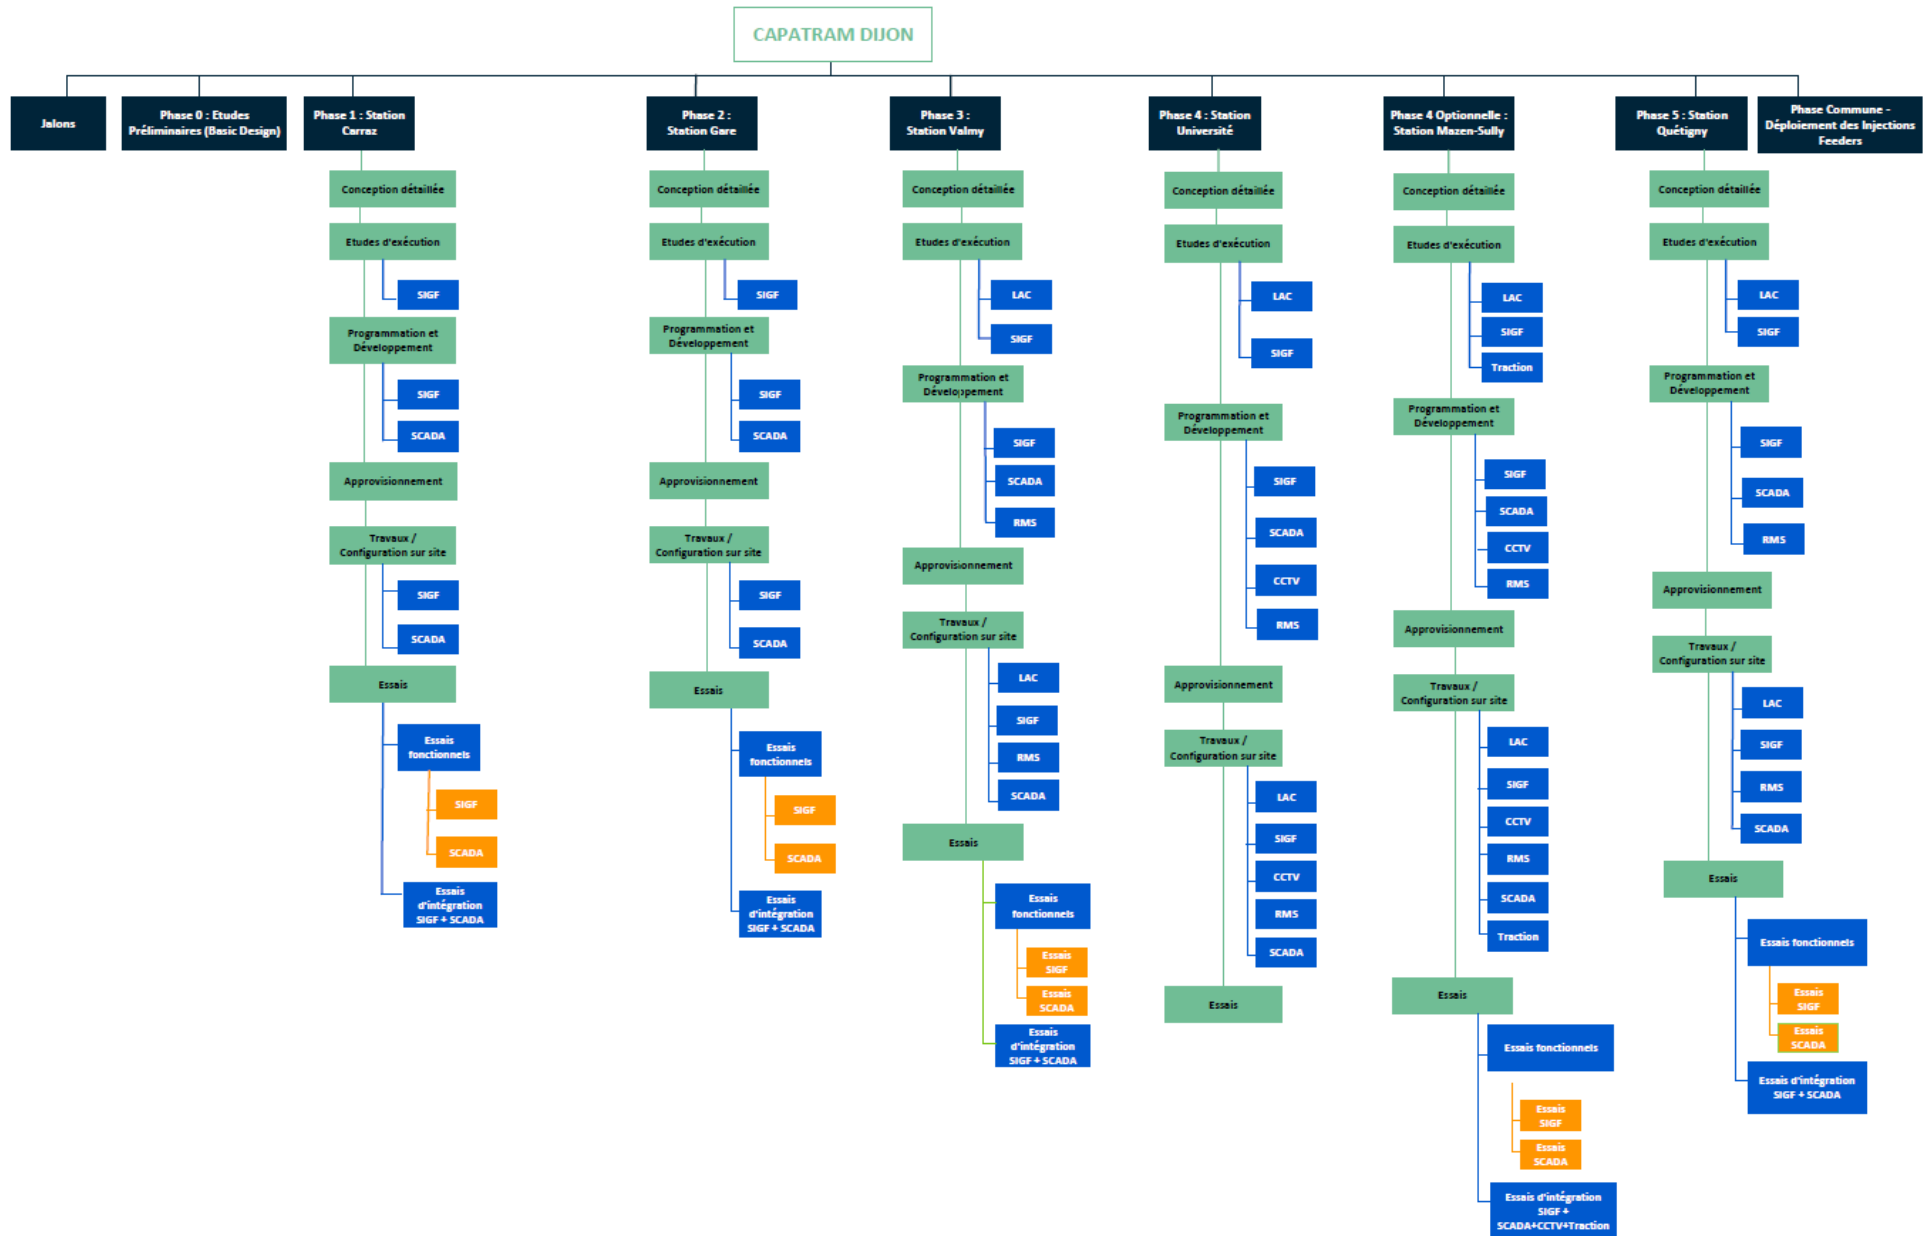 CAPATRAM DIJON
Jalons
Phase 0 : Etudes
Préliminaires (Basic Design)
Phase 1 : Station
Carraz
Phase 2 :
Station Gare
Phase 3 :
Station Valmy
Phase 4 : Station
Université
Phase 4 Optionnelle :
Station Mazen-Sully
Phase 5 : Station
Quétigny
Phase Commune -
Déploiement des Injections
Feeders
Conception détaillée
Etudes d'exécution
SIGF
Programmation et
Développement
SIGF
SCADA
Approvisionnement
Travaux /
Configuration sur site
SIGF
SCADA
Essais
Essais
fonctionnels
SIGF
SCADA
Essais
d'intégration
SIGF + SCADA
Conception détaillée
Etudes d'exécution
SIGF
Programmation et
Développement
SIGF
SCADA
Approvisionnement
Travaux /
Configuration sur site
SIGF
SCADA
Essais
Essais
fonctionnels
SIGF
SCADA
Essais
d'intégration
SIGF + SCADA
Conception détaillée
Etudes d'exécution
LAC
SIGF
Programmation et
Développement
SIGF
SCADA
RMS
Approvisionnement
Travaux /
Configuration sur site
LAC
SIGF
RMS
SCADA
Essais
Essais
fonctionnels
Essais
SIGF
Essais
SCADA
Essais
d'intégration
SIGF + SCADA
Conception détaillée
Etudes d'exécution
LAC
SIGF
Programmation et
Développement
SIGF
SCADA
CCTV
RMS
Approvisionnement
Travaux /
Configuration sur site
LAC
SIGF
CCTV
RMS
SCADA
Essais
Conception détaillée
Etudes d'exécution
LAC
SIGF
Traction
Programmation et
Développement
SIGF
SCADA
CCTV
RMS
Approvisionnement
Travaux /
Configuration sur site
LAC
SIGF
CCTV
RMS
SCADA
Traction
Essais
Essais fonctionnels
Essais
SIGF
Essais
SCADA
Essais d'intégration
SIGF +
SCADA+CCTV+Traction
Conception détaillée
Etudes d'exécution
LAC
SIGF
Programmation et
Développement
SIGF
SCADA
RMS
Approvisionnement
Travaux /
Configuration sur site
LAC
SIGF
RMS
SCADA
Essais
Essais fonctionnels
Essais
SIGF
Essais
SCADA
Essais d'intégration
SIGF + SCADA